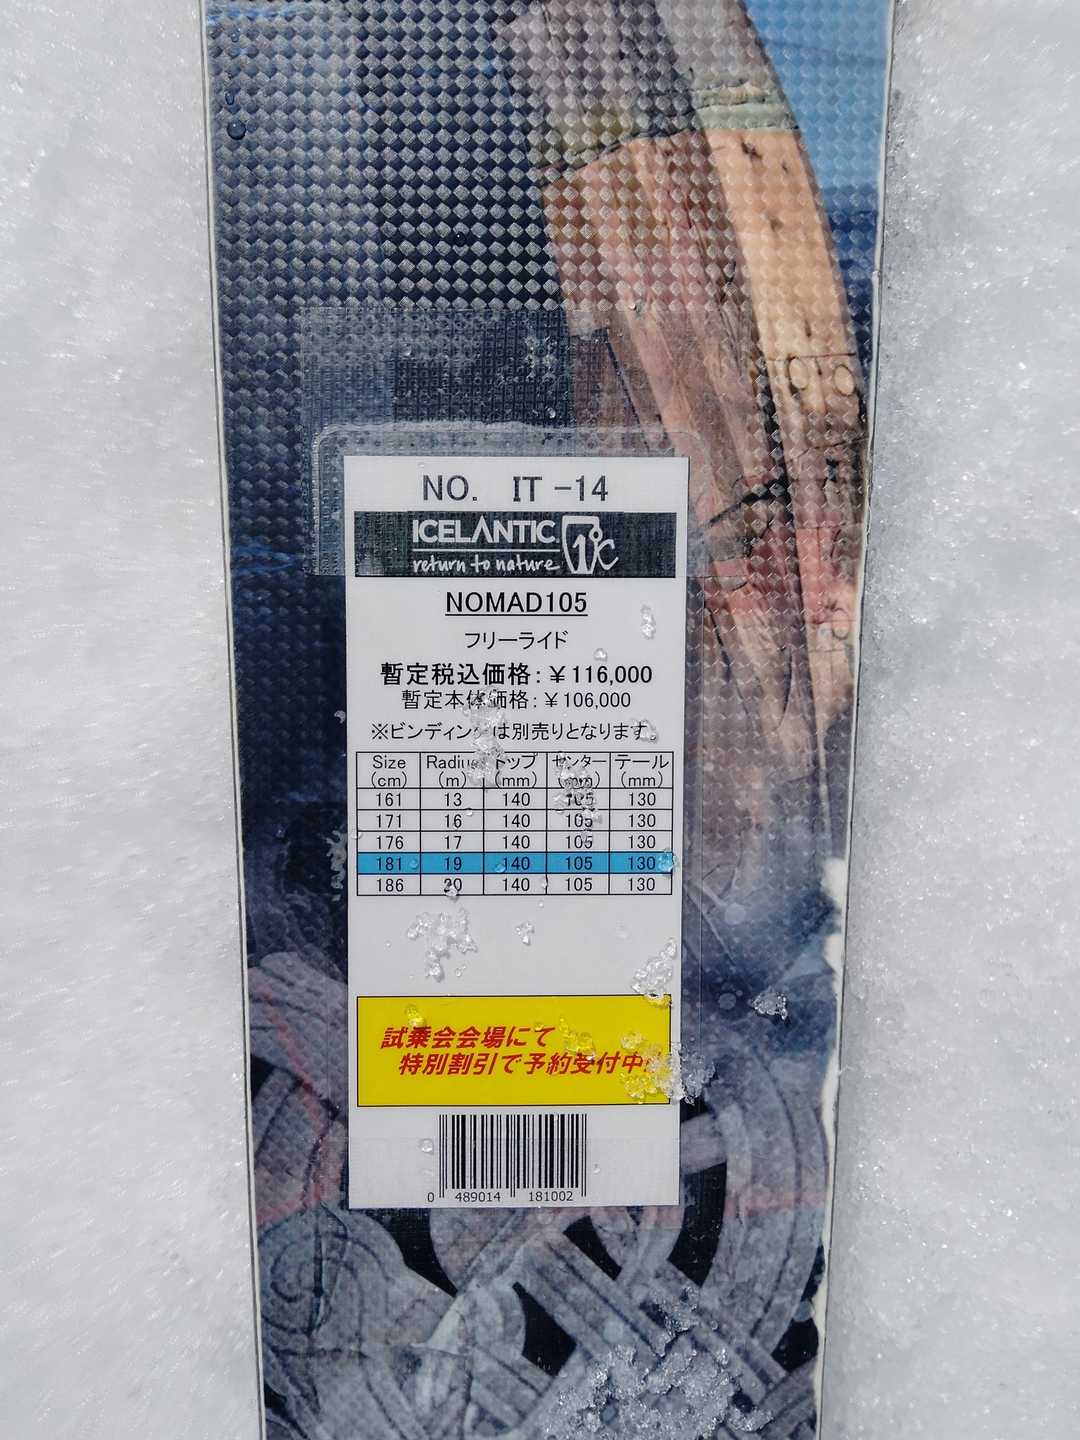 NO. IT -14
ICELANTIC 1℃
return to nature
NOMAD105
フリーライド
暫定税込価格：￥116,000
暫定本体価格：￥106,000
※ビンディングは別売りとなります
Size Radius トップ センター テール
(cm) (m) (mm) (mm) (mm)
161 13 140 105 130
171 16 140 105 130
176 17 140 105 130
181 19 140 105 130
186 20 140 105 130
試乗会会場にて
特別割引で予約受付中
0 489014 181002